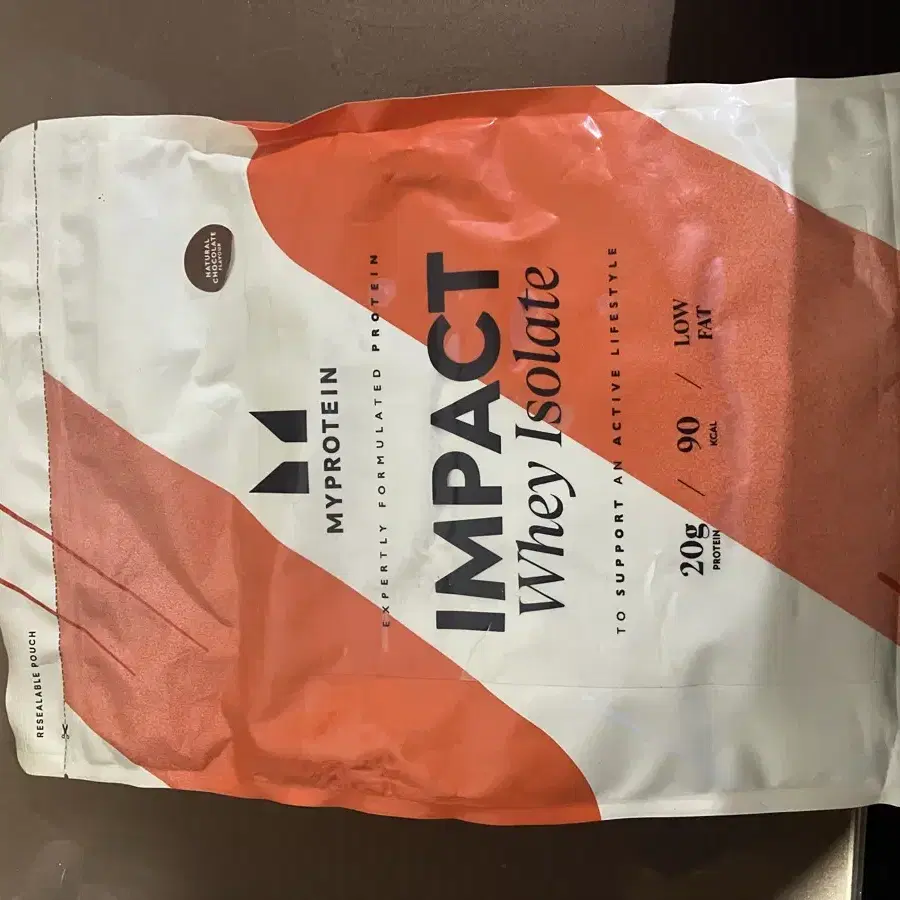 RESEALABLE POUCH
NATURAL
CHOCOLATE
FLAVOUR
MYPROTEIN
EXPERTLY FORMULATED PROTEIN
IMPACT
Whey Isolate
TO SUPPORT AN ACTIVE LIFESTYLE
20g / 90 / LOW
PROTEIN KCAL FAT